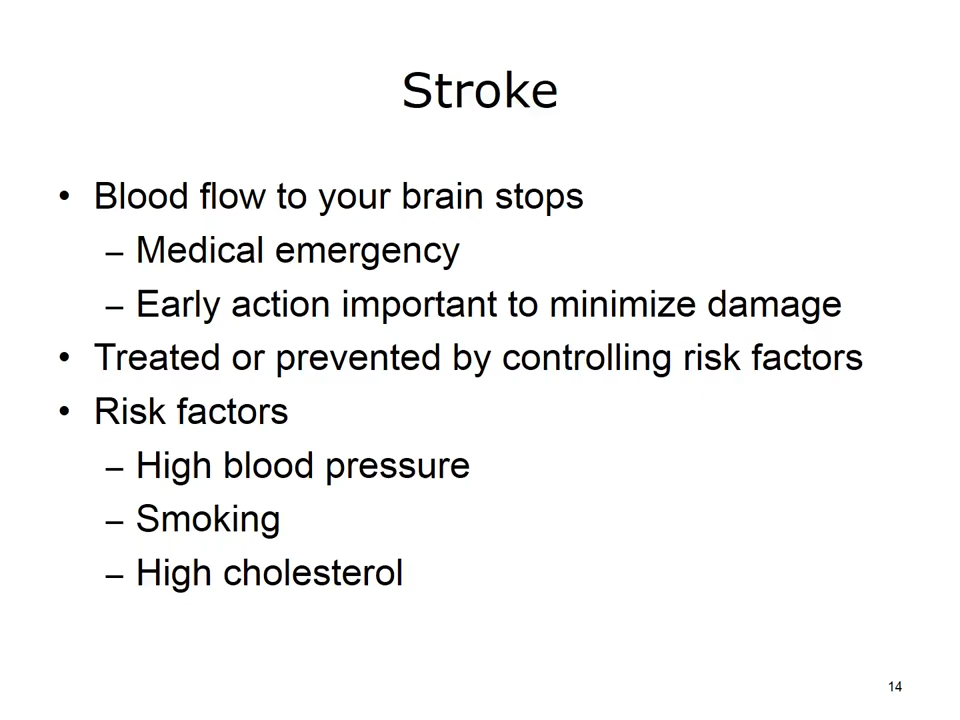 Stroke
• Blood flow to your brain stops
– Medical emergency
– Early action important to minimize damage
• Treated or prevented by controlling risk factors
• Risk factors
– High blood pressure
– Smoking
– High cholesterol
14